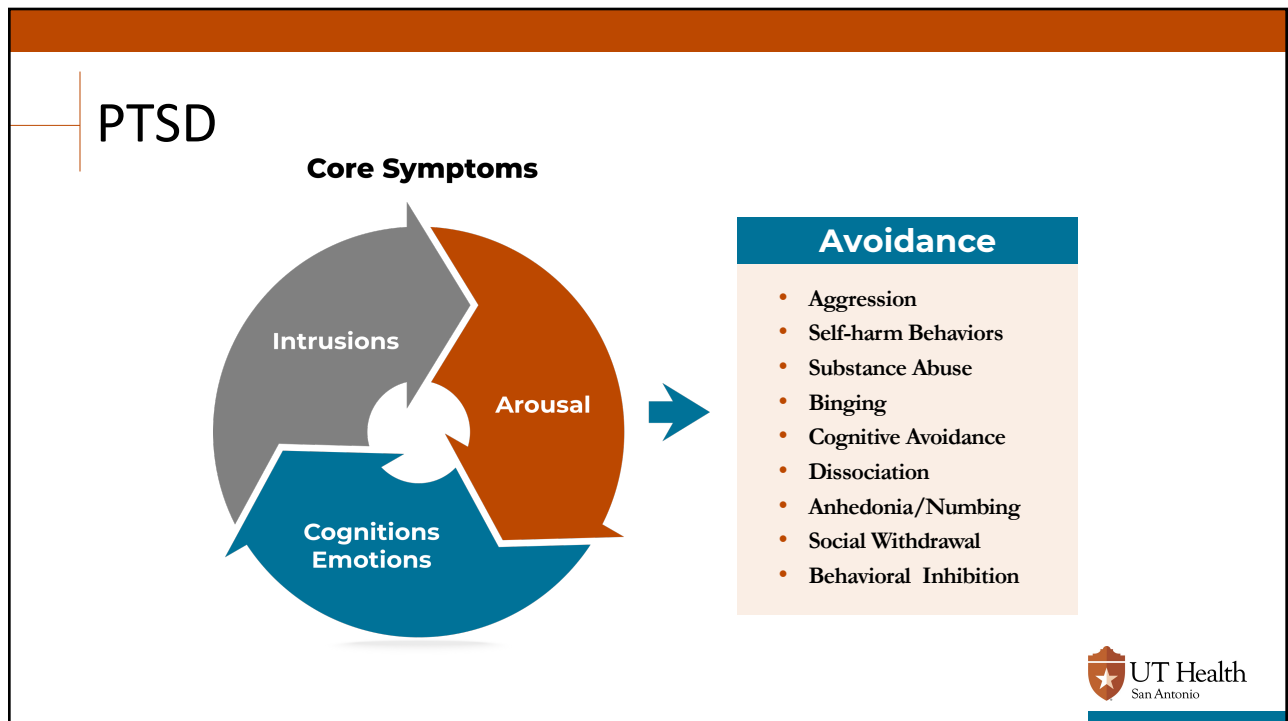 PTSD
Core Symptoms
Intrusions
Arousal
Cognitions
Emotions
Avoidance
• Aggression
• Self-harm Behaviors
• Substance Abuse
• Binging
• Cognitive Avoidance
• Dissociation
• Anhedonia/Numbing
• Social Withdrawal
• Behavioral Inhibition
UT Health
San Antonio